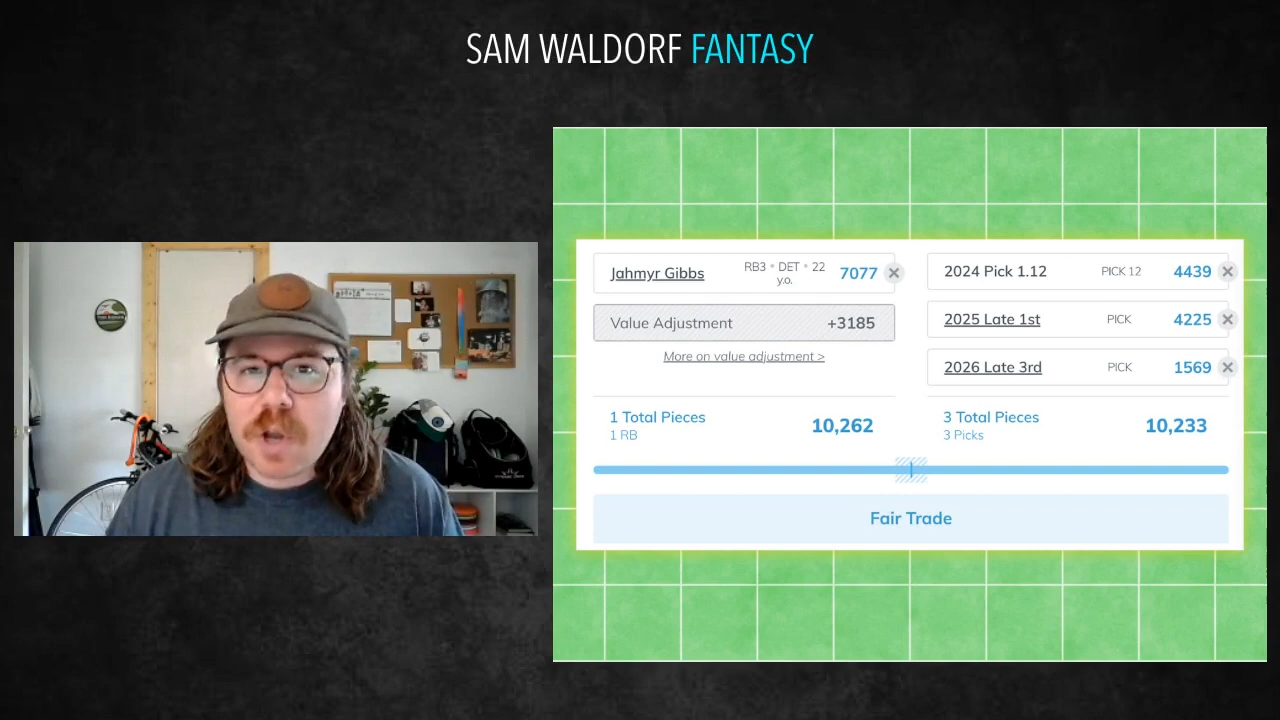 SAM WALDORF FANTASY
Jahmyr Gibbs
RB3 • DET • 22
y.o.
7077
Value Adjustment
+3185
More on value adjustment >
1 Total Pieces
1 RB
10,262
2024 Pick 1.12
PICK 12
4439
2025 Late 1st
PICK
4225
2026 Late 3rd
PICK
1569
3 Total Pieces
3 Picks
10,233
Fair Trade